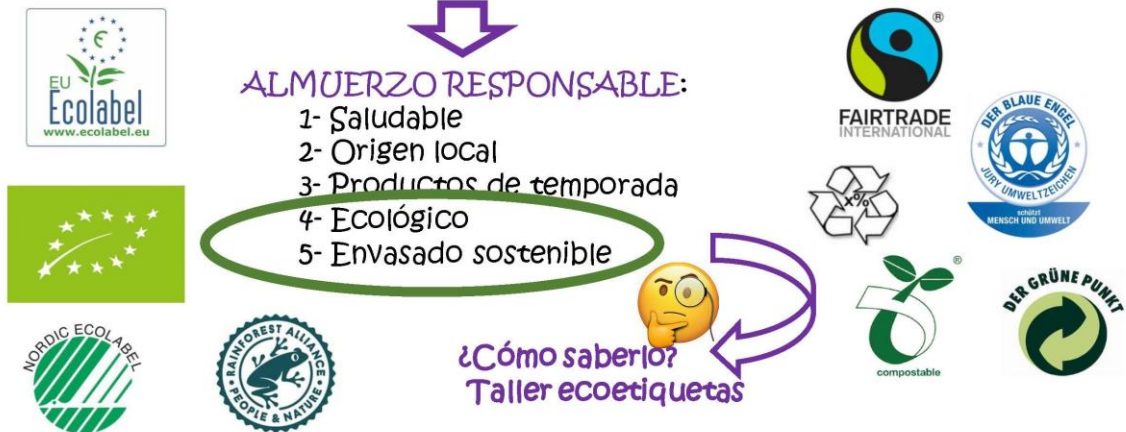 EU
Ecolabel
www.ecolabel.eu
ALMUERZO RESPONSABLE:
1- Saludable
2- Origen local
3- Productos de temporada
4- Ecológico
5- Envasado sostenible
¿Cómo saberlo?
Taller ecoetiquetas
NORDIC ECOLABEL
RAINFOREST ALLIANCE
PEOPLE & NATURE
®
FAIRTRADE
INTERNATIONAL
DER BLAUE ENGEL
JURY UMWELTZEICHEN
schützt
MENSCH UND UMWELT
X%
®
compostable
DER GRÜNE PUNKT